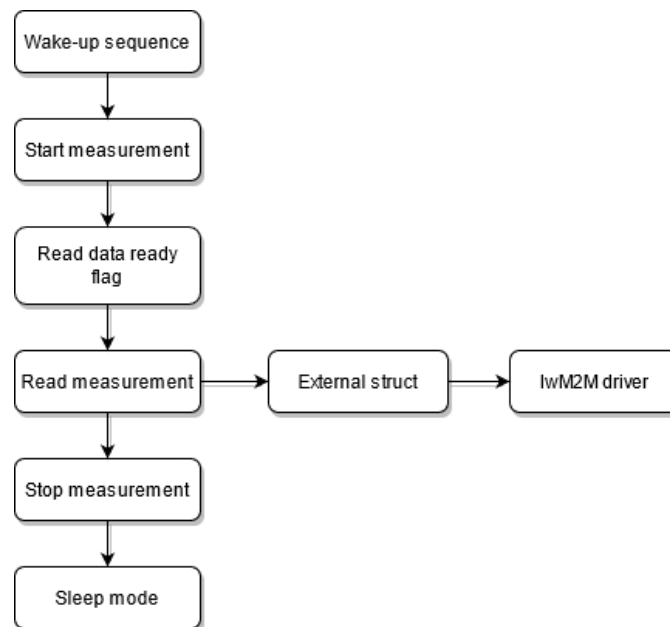 Wake-up sequence
Start measurement
Read data ready
flag
Read measurement
External struct
lwM2M driver
Stop measurement
Sleep mode